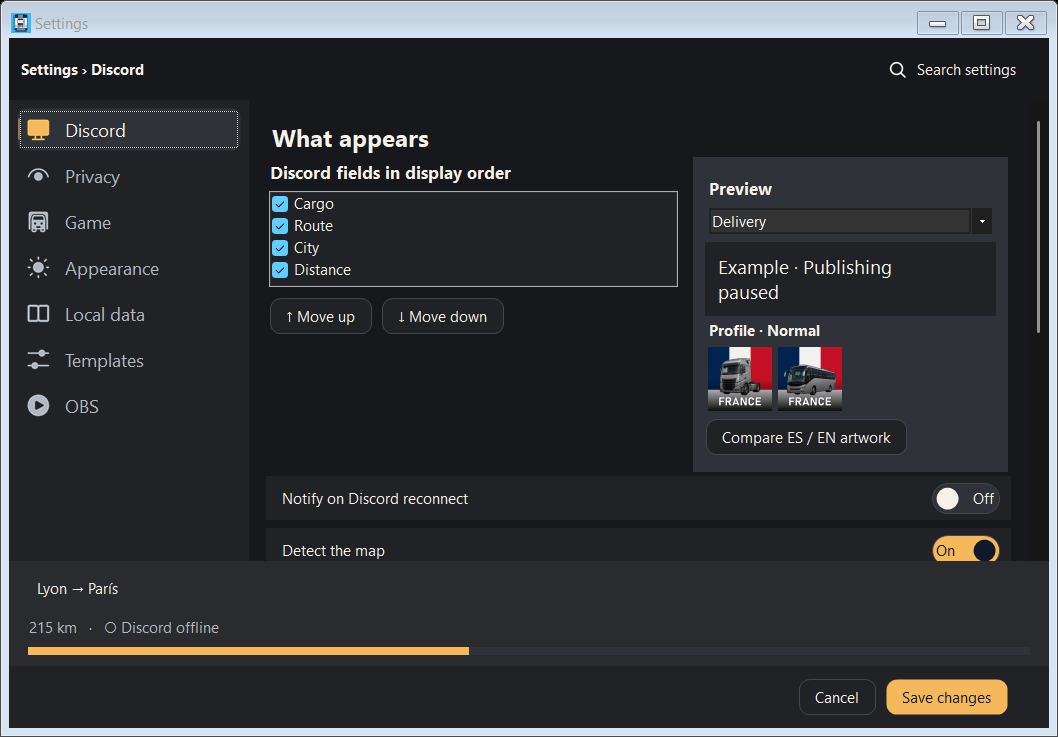 Settings
Settings › Discord
Search settings
Discord
Privacy
Game
Appearance
Local data
Templates
OBS
What appears
Discord fields in display order
Cargo
Route
City
Distance
↑ Move up
↓ Move down
Preview
Delivery
Example · Publishing
paused
Profile · Normal
FRANCE
FRANCE
Compare ES / EN artwork
Notify on Discord reconnect
Off
Detect the map
On
Lyon → París
215 km · ○ Discord offline
Cancel
Save changes